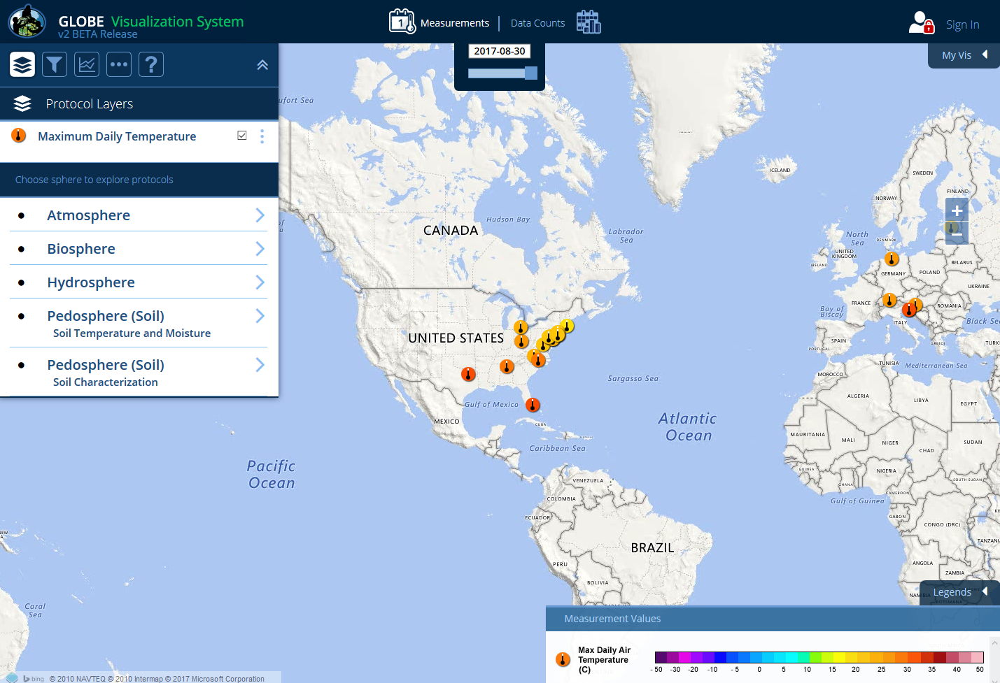 GLOBE Visualization System
v2 BETA Release
1 Measurements | Data Counts
Sign In
2017-08-30
My Vis
Protocol Layers
Maximum Daily Temperature
Choose sphere to explore protocols
Atmosphere
Biosphere
Hydrosphere
Pedosphere (Soil)
Soil Temperature and Moisture
Pedosphere (Soil)
Soil Characterization
ufort Sea
ICELAND
SWEDEN
FINLAND
NORWAY
Hudson Bay
CANADA
Labrador
Sea
North
Sea
DENMARK
UNITED
KINGDOM
IRELAND
BELARUS
GERMANY
POLAND
UKRAINE
FRANCE
ROMANIA
Bay of
Biscay
ITALY
Black Se
UNITED STATES
SPAIN
PORTUGAL
GREECE
TURK
TUNISIA
Mediterranean Sea
MOROCCO
Sargasso Sea
ALGERIA
LIBYA
EGYPT
Gulf of Mexico
MEXICO
CUBA
Atlantic
Ocean
MAURITANIA
MALI
NIGER
CHAD
SUDAN
Caribbean Sea
Pacific
Ocean
GUINEA
NIGERIA
SOUTH SUDAN
GHANA
CAMEROON
VENEZUELA
COLOMBIA
Gulf of Guinea
ECUADOR
GABON
CONGO (DRC)
TANZANI
BRAZIL
PERU
ANGOLA
ZAMBIA
BOLIVIA
Coral
Sea
Legends
Measurement Values
Max Daily Air
Temperature
(C)
-50 -30 -20 -10 -5 0 5 10 15 20 25 30 35 40 50
bing © 2010 NAVTEQ © 2010 Intermap © 2017 Microsoft Corporation